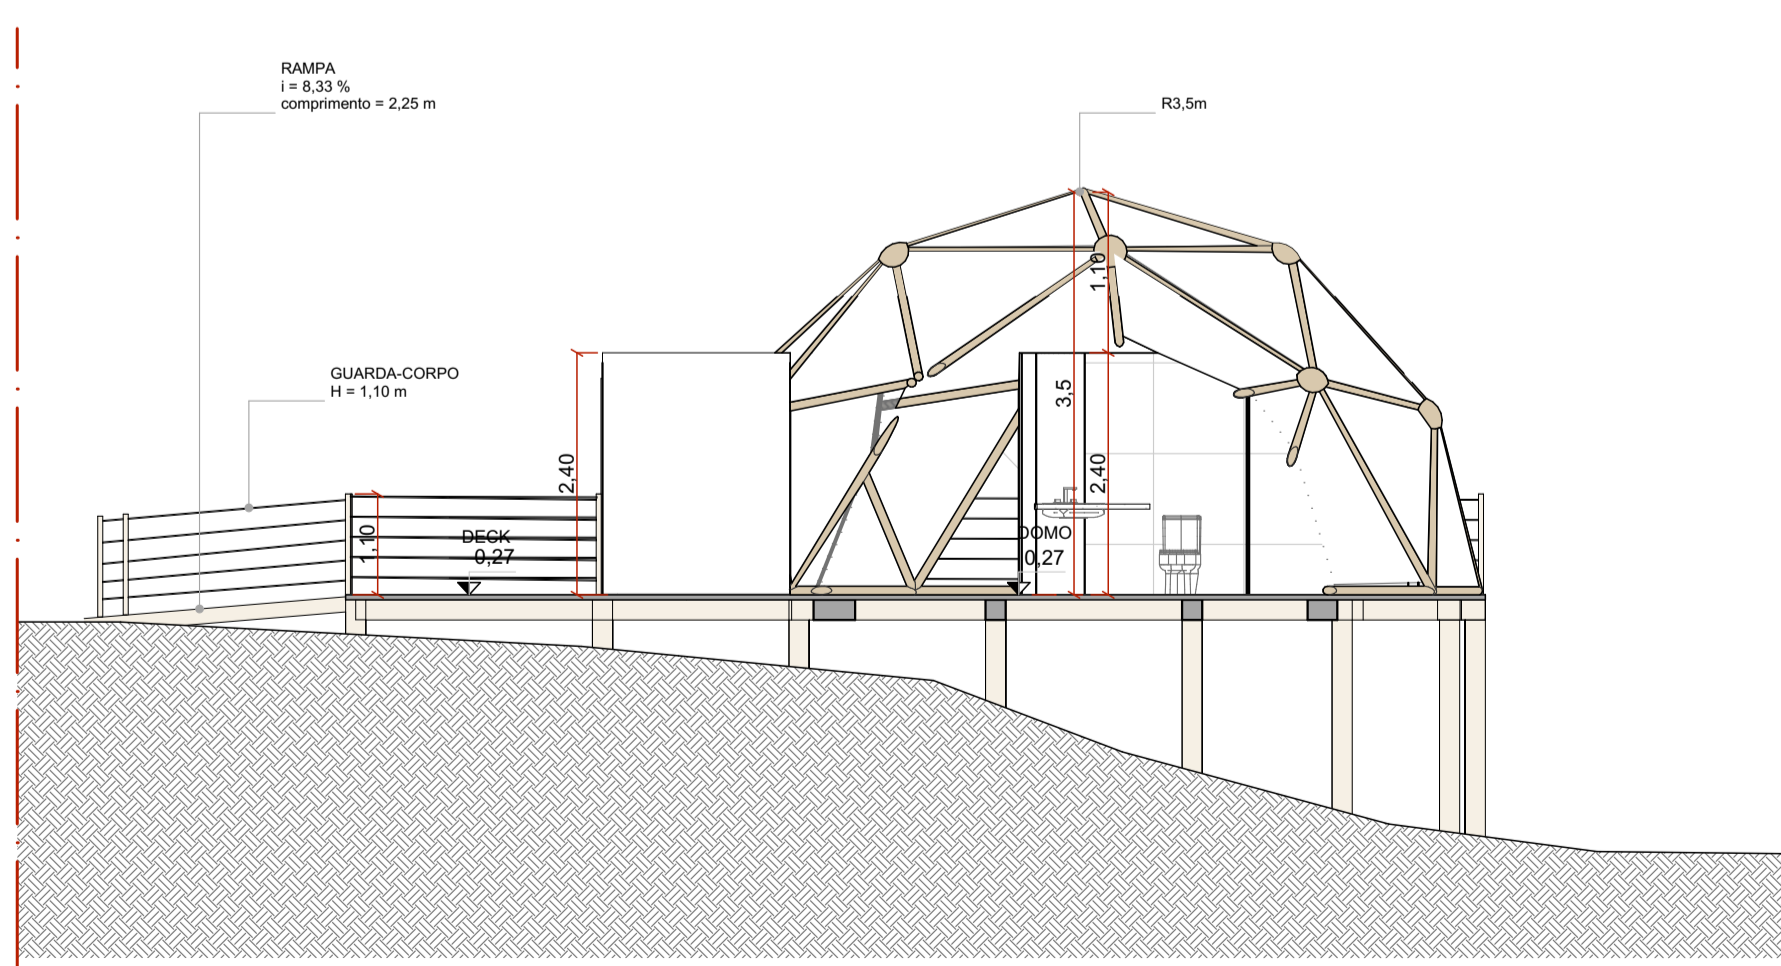 RAMPA
i = 8,33 %
comprimento = 2,25 m
R3,5m
GUARDA-CORPO
H = 1,10 m
1,10
3,5
2,40
2,40
1,10
DECK
0,27
DOMO
0,27